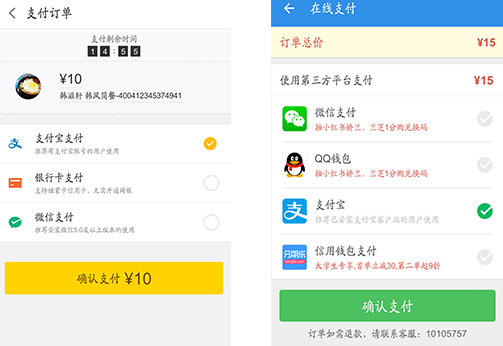 支付订单
支付剩余时间
14:55
¥10
韩滋轩 韩风简餐-400412345374941
支付宝支付
推荐有支付宝账号的用户使用
银行卡支付
支持储蓄卡信用卡，无需开通网银
微信支付
推荐安装微信5.0及以上版本的使用
确认支付 ¥10
在线支付
订单总价 ¥15
使用第三方平台支付 ¥15
微信支付
抽小红书娇兰、兰芝1分购兑换码
QQ钱包
抽小红书娇兰、兰芝1分购兑换码
支付宝
推荐已安装支付宝客户端的用户使用
信用钱包支付
大学生专享,首单立减30,第二单起9折
分期乐
确认支付
订单如需退款，请联系客服：10105757